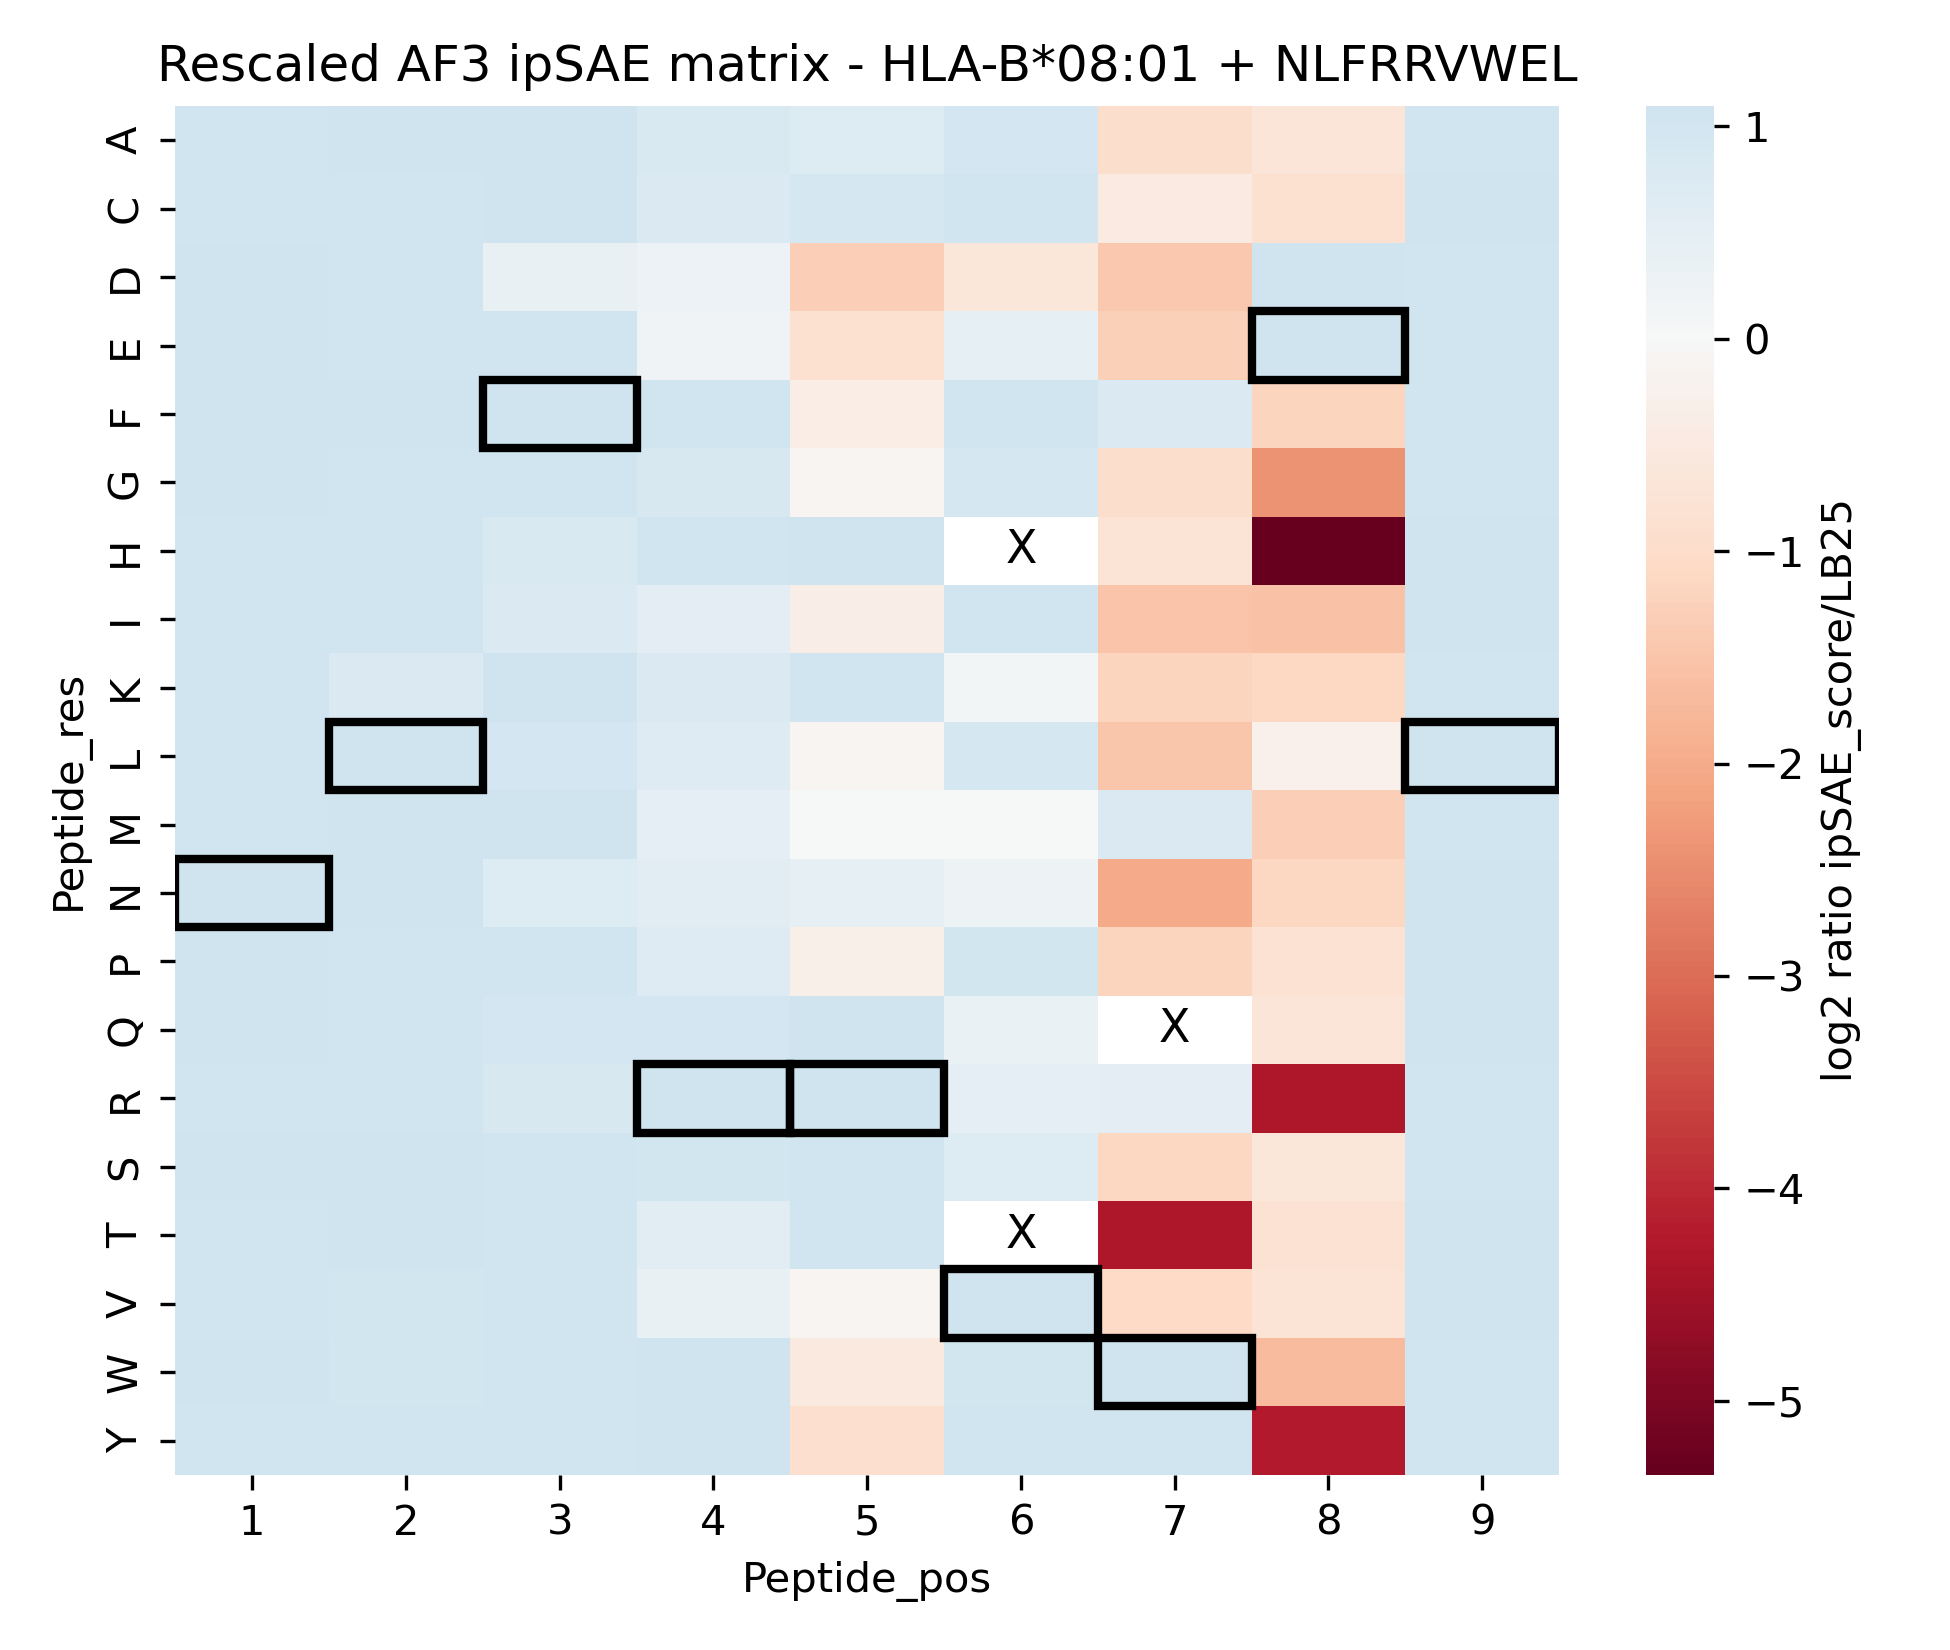 Rescaled AF3 ipSAE matrix - HLA-B*08:01 + NLFRRVWEL
Peptide_res
A
C
D
E
F
G
H
I
K
L
M
N
P
Q
R
S
T
V
W
Y
X
X
X
1 2 3 4 5 6 7 8 9
Peptide_pos
1
0
−1
−2
−3
−4
−5
log2 ratio ipSAE_score/LB25